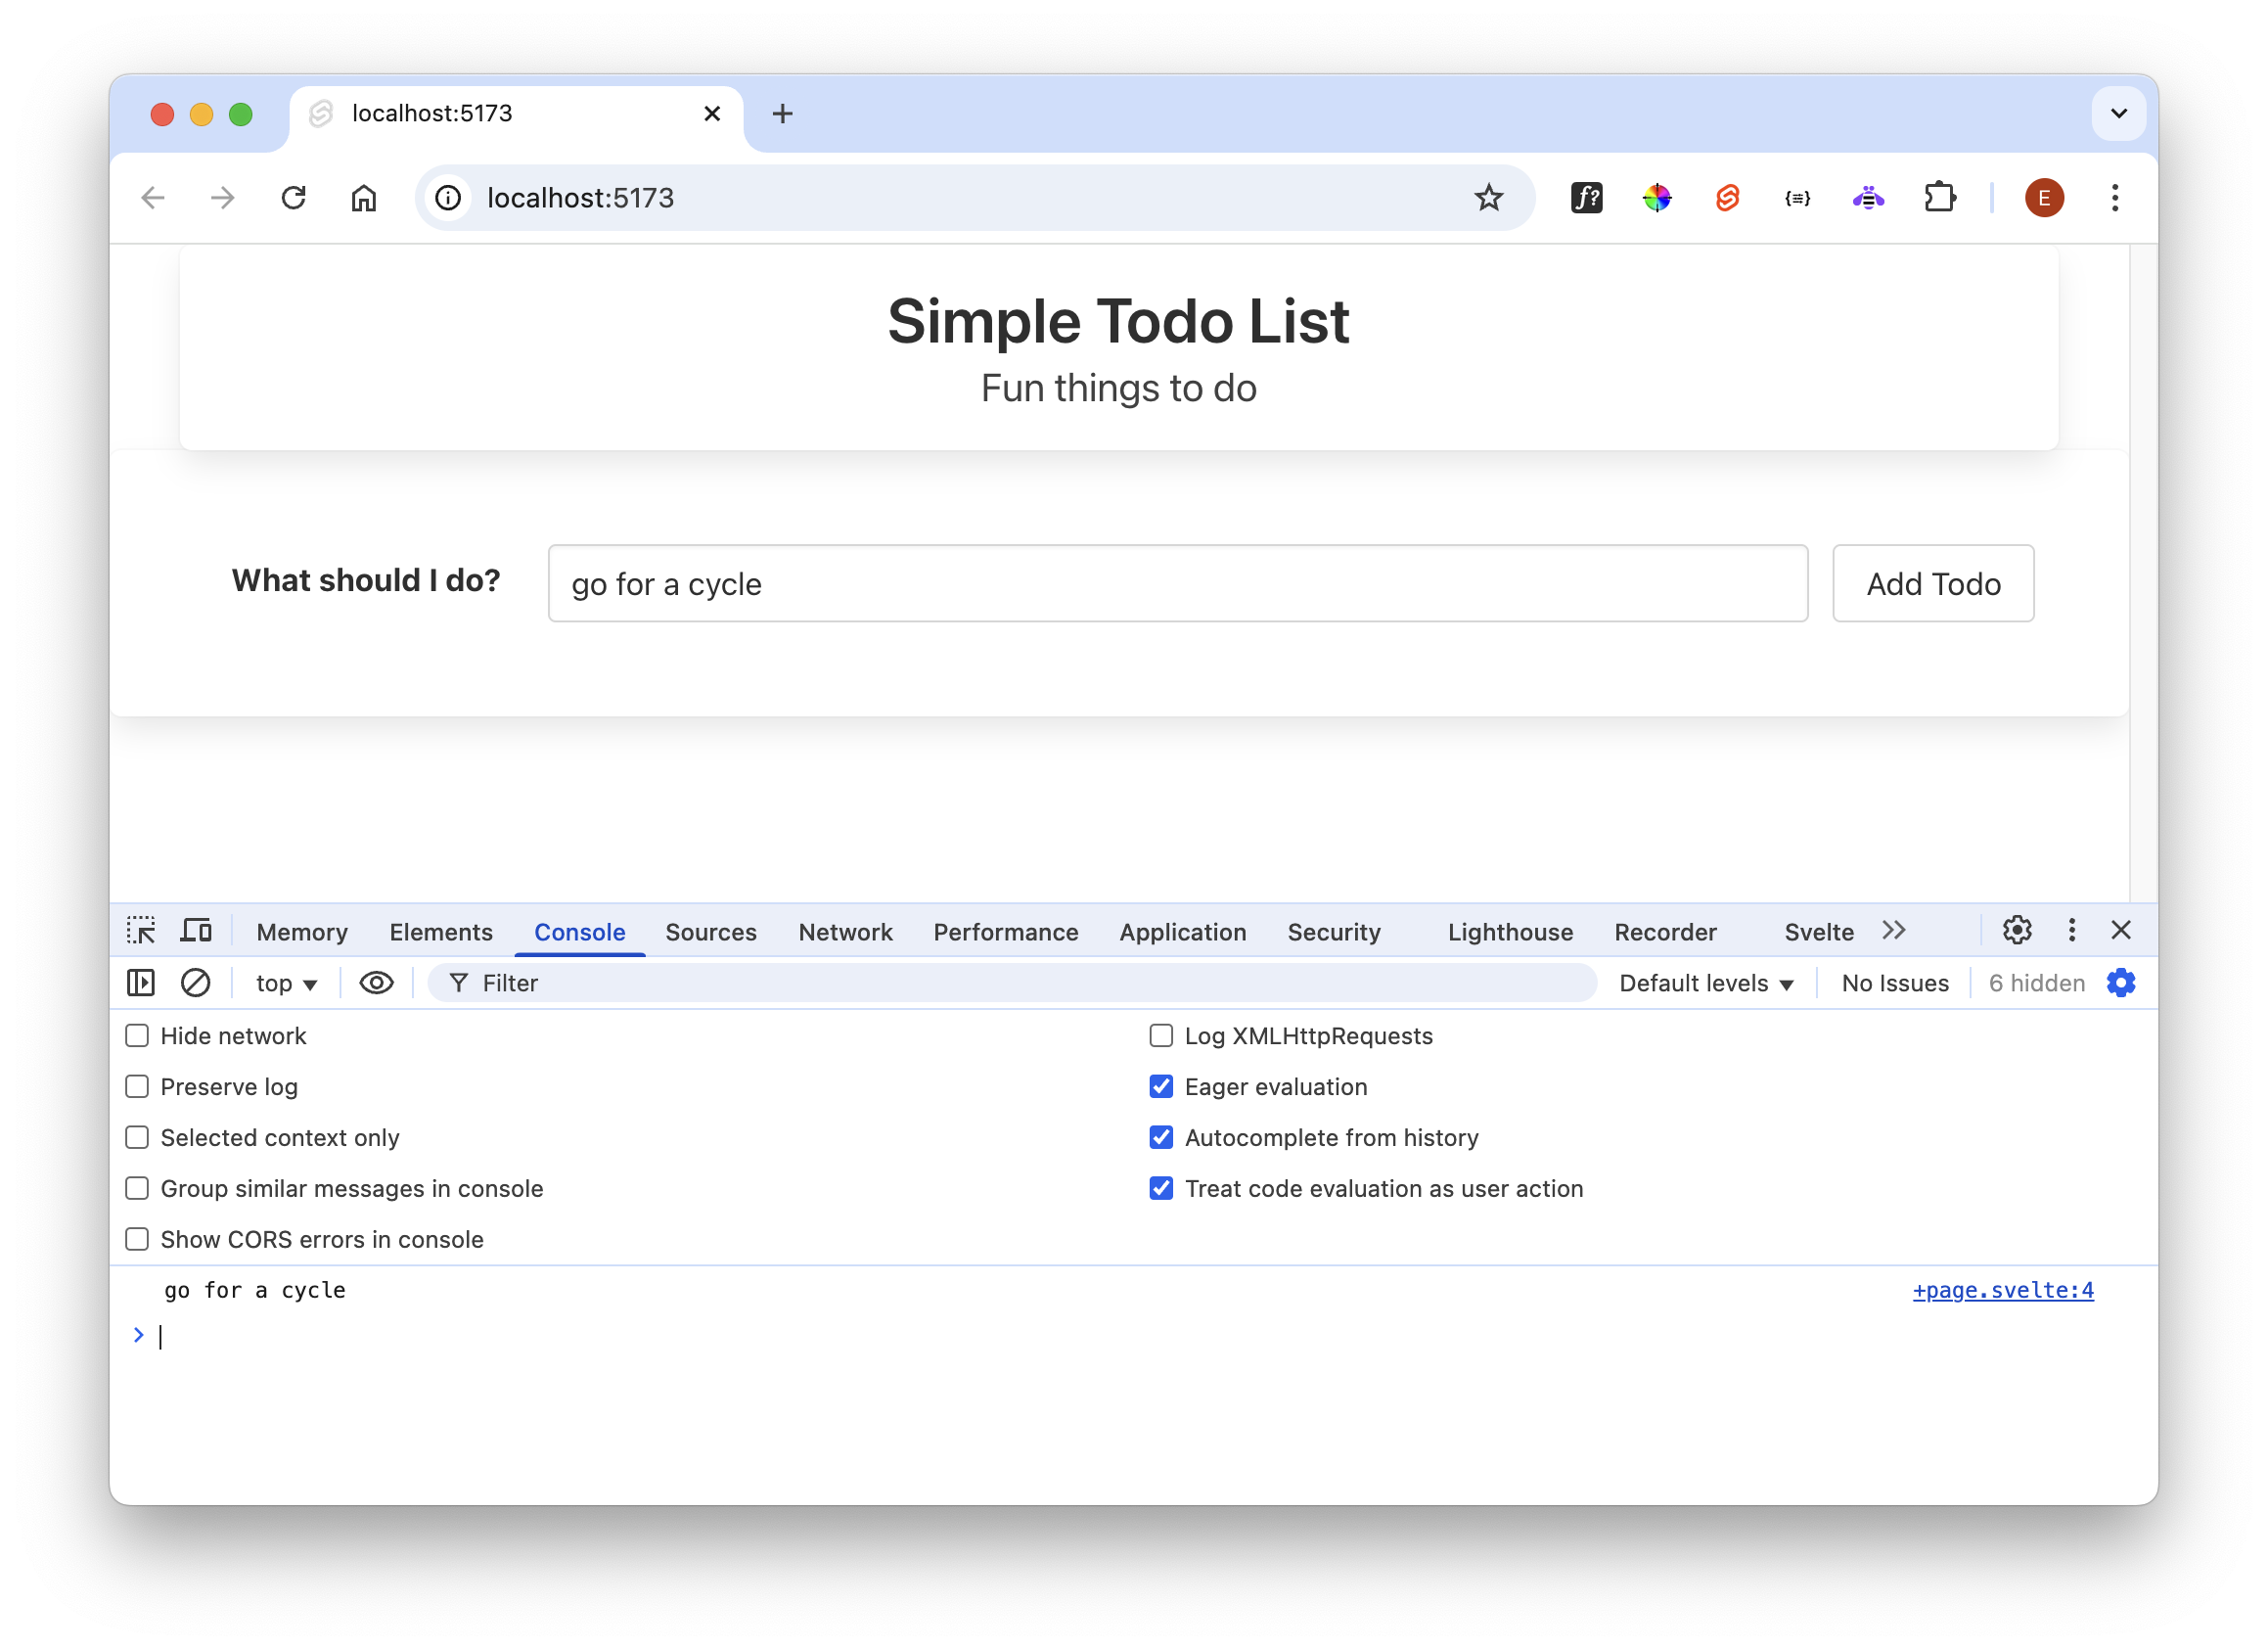 localhost:5173
localhost:5173
f?
E
Simple Todo List
Fun things to do
What should I do?
go for a cycle
Add Todo
Memory Elements Console Sources Network Performance Application Security Lighthouse Recorder Svelte
top Filter Default levels No Issues 6 hidden
Hide network
Log XMLHttpRequests
Preserve log
Eager evaluation
Selected context only
Autocomplete from history
Group similar messages in console
Treat code evaluation as user action
Show CORS errors in console
go for a cycle +page.svelte:4